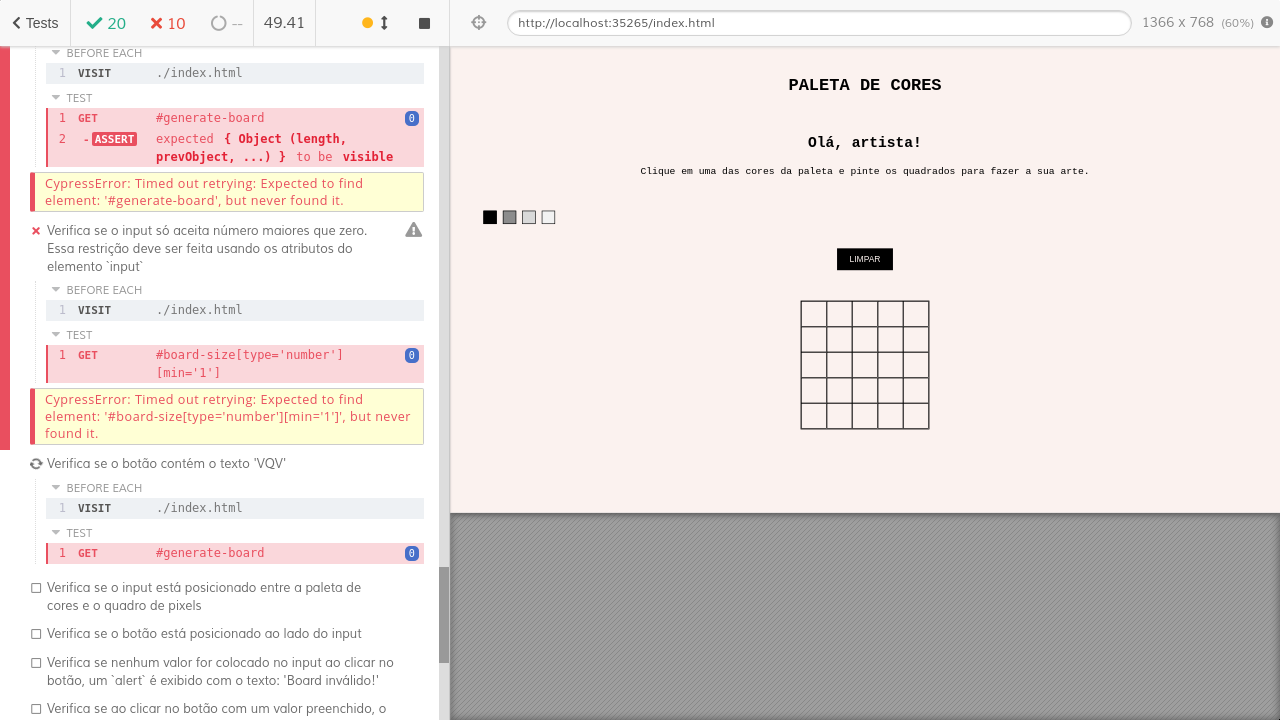 Tests
20
10
--
49.41
BEFORE EACH
1 VISIT ./index.html
TEST
1 GET #generate-board 0
2 -ASSERT expected { Object (length,
prevObject, ...) } to be visible
CypressError: Timed out retrying: Expected to find
element: '#generate-board', but never found it.
Verifica se o input só aceita número maiores que zero.
Essa restrição deve ser feita usando os atributos do
elemento `input`
BEFORE EACH
1 VISIT ./index.html
TEST
1 GET #board-size[type='number'] 0
[min='1']
CypressError: Timed out retrying: Expected to find
element: '#board-size[type='number'][min='1']', but never
found it.
Verifica se o botão contém o texto 'VQV'
BEFORE EACH
1 VISIT ./index.html
TEST
1 GET #generate-board 0
Verifica se o input está posicionado entre a paleta de
cores e o quadro de pixels
Verifica se o botão está posicionado ao lado do input
Verifica se nenhum valor for colocado no input ao clicar no
botão, um `alert` é exibido com o texto: 'Board inválido!'
Verifica se ao clicar no botão com um valor preenchido, o
http://localhost:35265/index.html
1366 x 768 (60%)
PALETA DE CORES
Olá, artista!
Clique em uma das cores da paleta e pinte os quadrados para fazer a sua arte.
LIMPAR